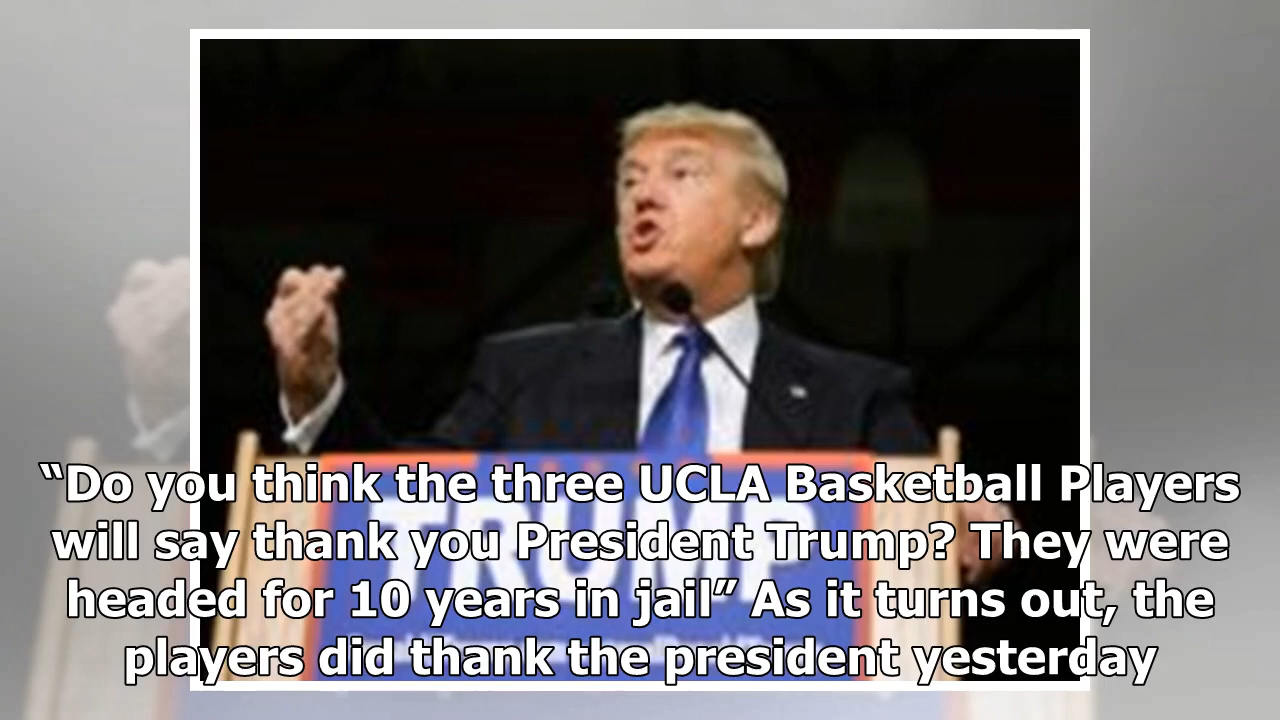 “Do you think the three UCLA Basketball Players
will say thank you President Trump? They were
headed for 10 years in jail” As it turns out, the
players did thank the president yesterday
TRUMP